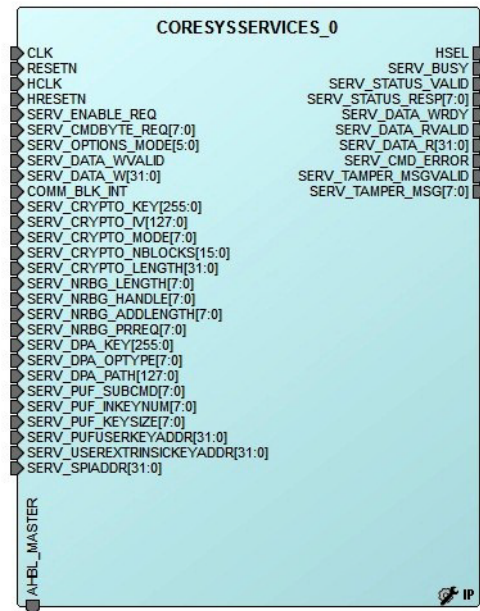 CORESYSSERVICES_0
CLK
RESETN
HCLK
HRESETN
SERV_ENABLE_REQ
SERV_CMDBYTE_REQ[7:0]
SERV_OPTIONS_MODE[5:0]
SERV_DATA_WVALID
SERV_DATA_W[31:0]
COMM_BLK_INT
SERV_CRYPTO_KEY[255:0]
SERV_CRYPTO_IV[127:0]
SERV_CRYPTO_MODE[7:0]
SERV_CRYPTO_NBLOCKS[15:0]
SERV_CRYPTO_LENGTH[31:0]
SERV_NRBG_LENGTH[7:0]
SERV_NRBG_HANDLE[7:0]
SERV_NRBG_ADDLENGTH[7:0]
SERV_NRBG_PRREQ[7:0]
SERV_DPA_KEY[255:0]
SERV_DPA_OPTYPE[7:0]
SERV_DPA_PATH[127:0]
SERV_PUF_SUBCMD[7:0]
SERV_PUF_INKEYNUM[7:0]
SERV_PUF_KEYSIZE[7:0]
SERV_PUFUSERKEYADDR[31:0]
SERV_USEREXTRINSICKEYADDR[31:0]
SERV_SPIADDR[31:0]
HSEL
SERV_BUSY
SERV_STATUS_VALID
SERV_STATUS_RESP[7:0]
SERV_DATA_WRDY
SERV_DATA_RVALID
SERV_DATA_R[31:0]
SERV_CMD_ERROR
SERV_TAMPER_MSGVALID
SERV_TAMPER_MSG[7:0]
AHBL_MASTER
IP